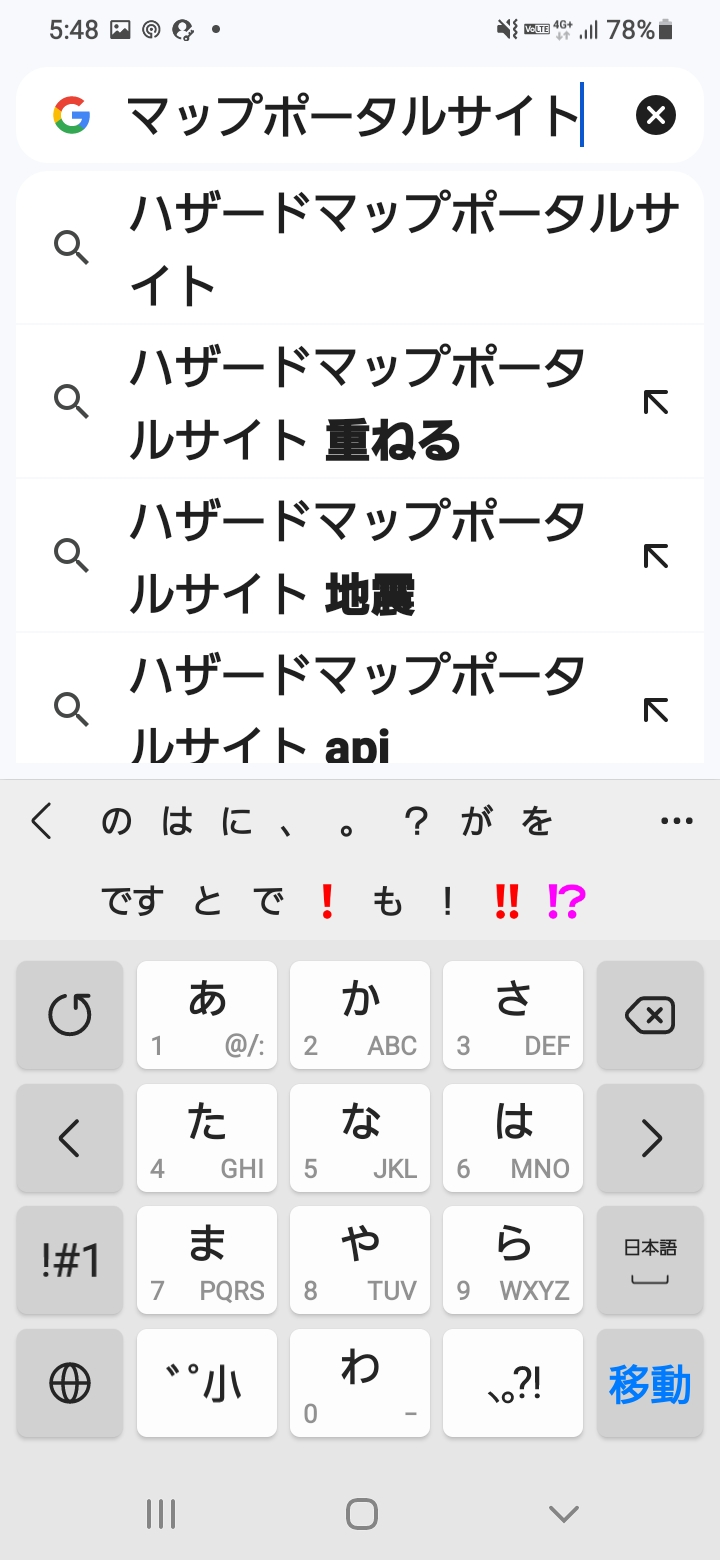 5:48 VoLTE 4G+ 78%
マップポータルサイト
ハザードマップポータルサ
イト
ハザードマップポータ
ルサイト 重ねる
ハザードマップポータ
ルサイト 地震
ハザードマップポータ
ルサイト api
の は に 、 。 ? が を
です と で ! も ! !! !?
あ か さ
1 @/: 2 ABC 3 DEF
た な は
4 GHI 5 JKL 6 MNO
!#1 ま や ら 日本語
7 PQRS 8 TUV 9 WXYZ
゛゜小 わ 、。?! 移動
0 ー